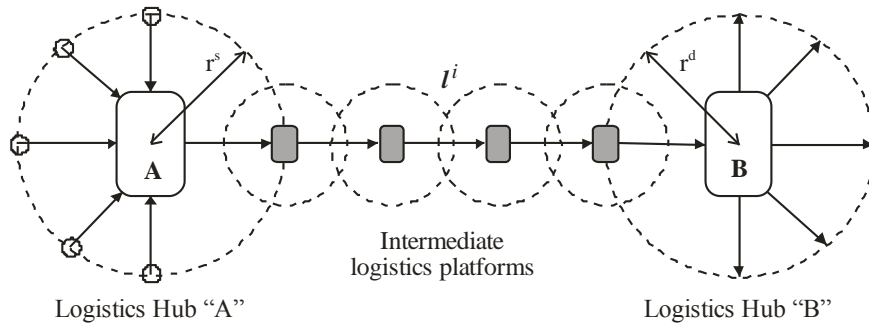 r^s
l^i
r^d
A
B
Intermediate
logistics platforms
Logistics Hub “A”
Logistics Hub “B”